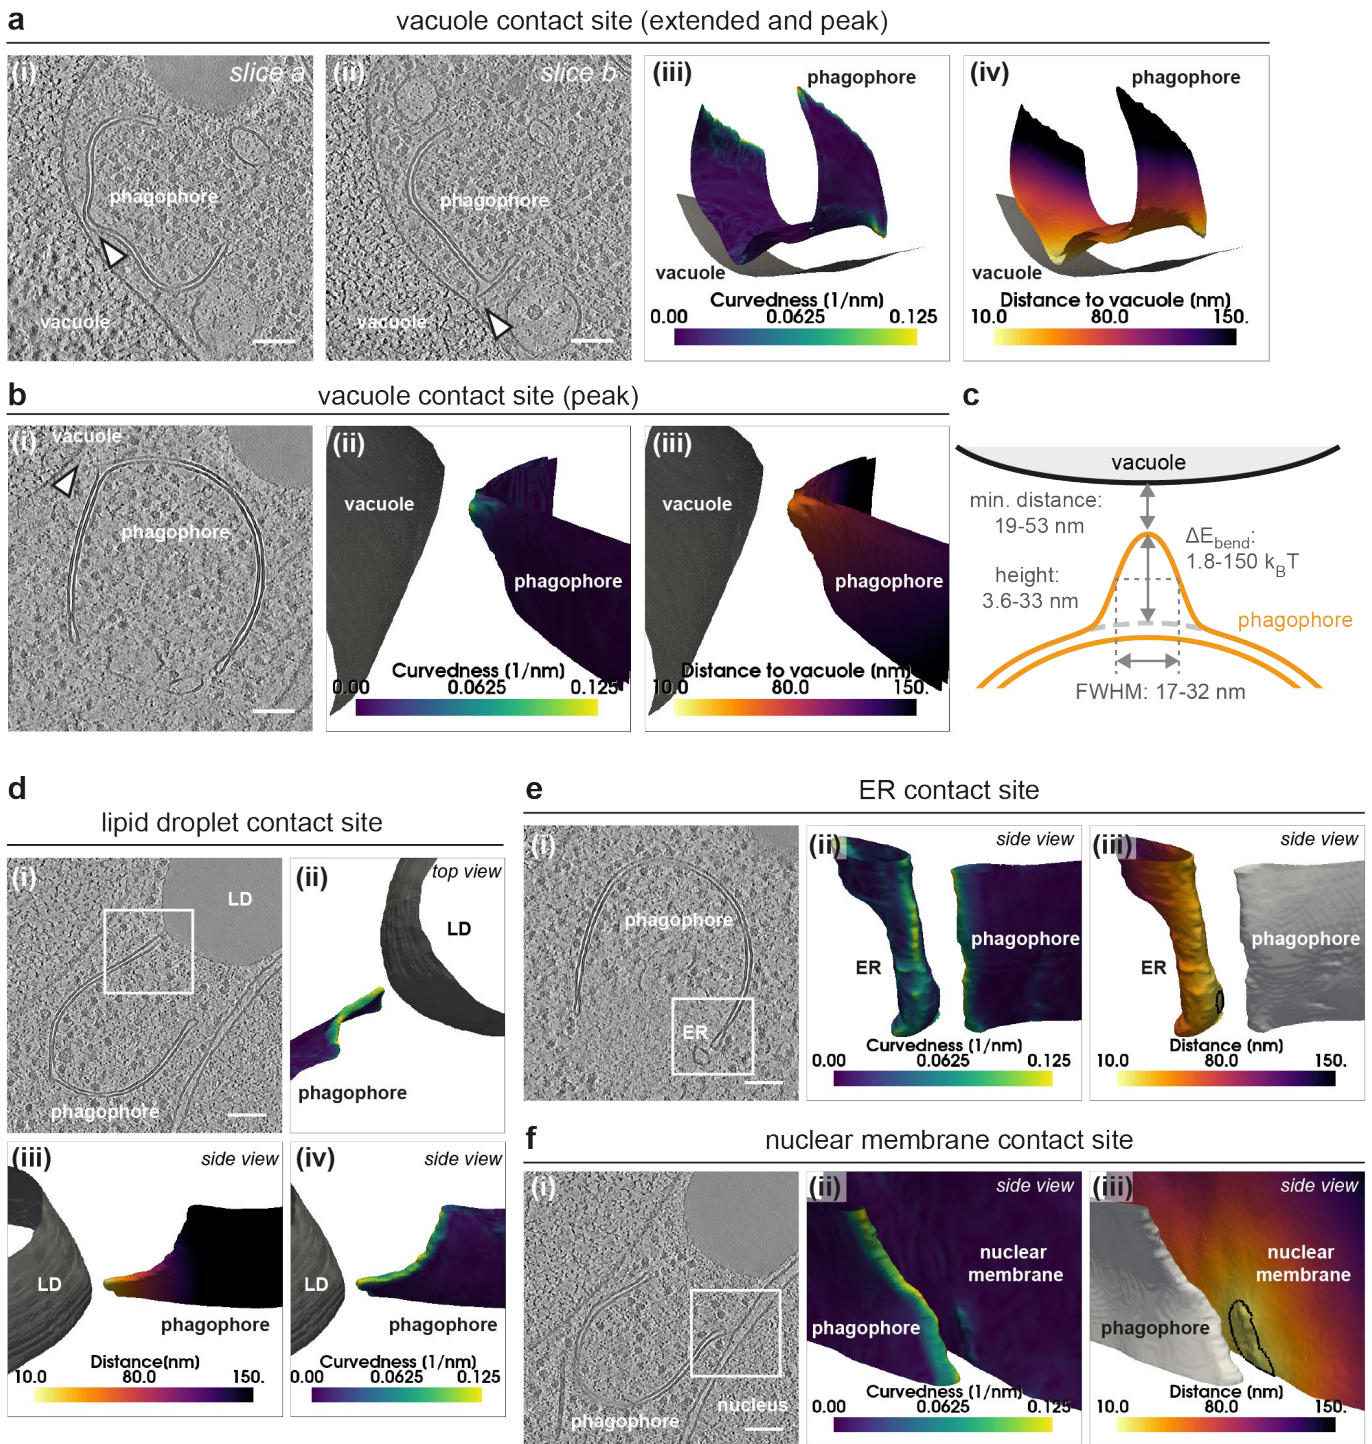 a
vacuole contact site (extended and peak)
(i)
slice a
phagophore
vacuole
(ii)
slice b
phagophore
vacuole
(iii)
phagophore
vacuole
Curvedness (1/nm)
0.00 0.0625 0.125
(iv)
phagophore
vacuole
Distance to vacuole (nm)
10.0 80.0 150.
b
vacuole contact site (peak)
(i)
vacuole
phagophore
(ii)
vacuole
phagophore
Curvedness (1/nm)
0.00 0.0625 0.125
(iii)
vacuole
phagophore
Distance to vacuole (nm)
10.0 80.0 150.
c
vacuole
min. distance:
19-53 nm
ΔEbend:
1.8-150 kBT
height:
3.6-33 nm
phagophore
FWHM: 17-32 nm
d
lipid droplet contact site
(i)
LD
phagophore
(ii)
top view
LD
phagophore
(iii)
side view
LD
phagophore
Distance(nm)
10.0 80.0 150.
(iv)
side view
LD
phagophore
Curvedness (1/nm)
0.00 0.0625 0.125
e
ER contact site
(i)
phagophore
ER
(ii)
side view
phagophore
ER
Curvedness (1/nm)
0.00 0.0625 0.125
(iii)
side view
phagophore
ER
Distance (nm)
10.0 80.0 150.
f
nuclear membrane contact site
(i)
nucleus
phagophore
(ii)
side view
nuclear
membrane
phagophore
Curvedness (1/nm)
0.00 0.0625 0.125
(iii)
side view
nuclear
membrane
phagophore
Distance (nm)
10.0 80.0 150.